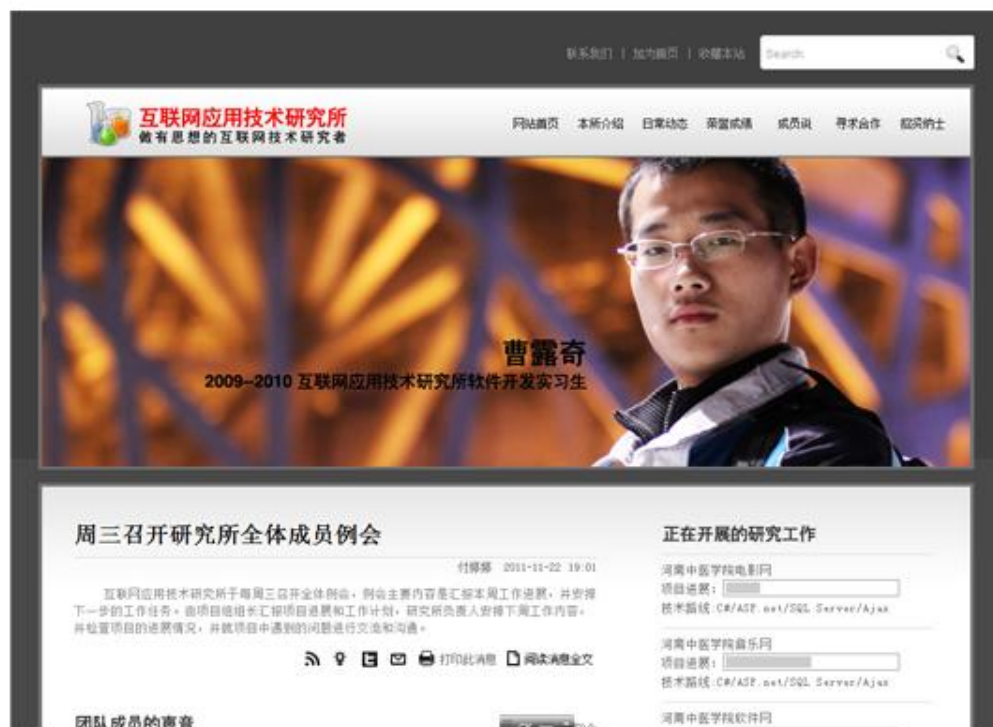 联系我们 | 加为首页 | 收藏本站
Search:
互联网应用技术研究所
做有思想的互联网技术研究者
网站首页 本所介绍 日常动态 荣誉成绩 成员说 寻求合作 招贤纳士
曹露奇
2009-2010 互联网应用技术研究所软件开发实习生
周三召开研究所全体成员例会
付婷婷 2011-11-22 19:01
互联网应用技术研究所于每周三召开全体例会，例会主要内容是汇报本周工作进展，并安排
下一步的工作任务。由项目组组长汇报项目进展和工作计划，研究所负责人安排下周工作内容，
并检查项目的进展情况，并就项目中遇到的问题进行交流和沟通。
打印此消息 阅读消息全文
团队成员的声音
正在开展的研究工作
河南中医学院电影网
项目进展：
技术路线:C#/ASP.net/SQL Server/Ajax
河南中医学院音乐网
项目进展：
技术路线:C#/ASP.net/SQL Server/Ajax
河南中医学院软件网